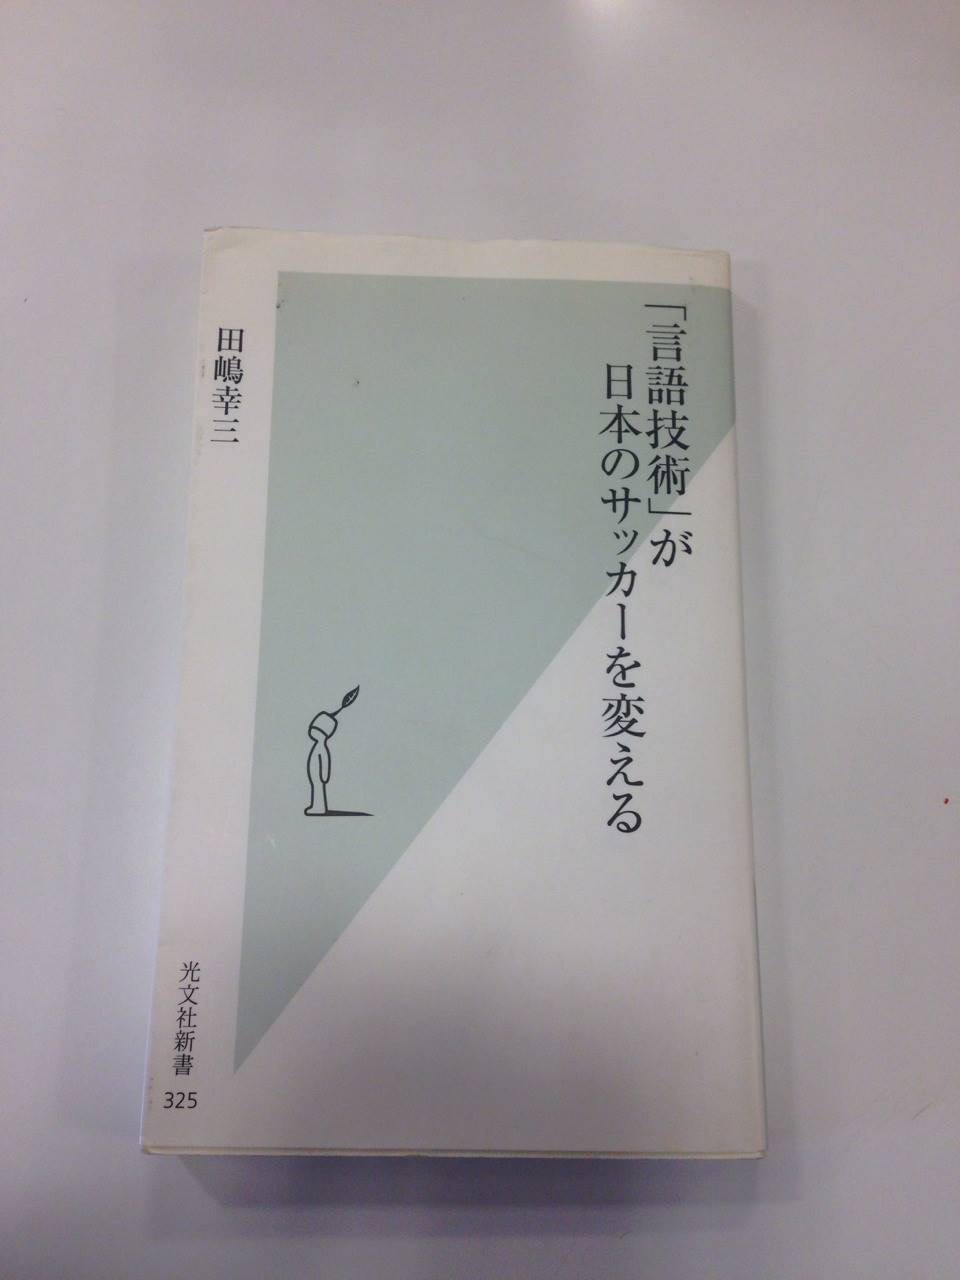 「言語技術」が
日本のサッカーを変える
田嶋幸三
光文社新書
325